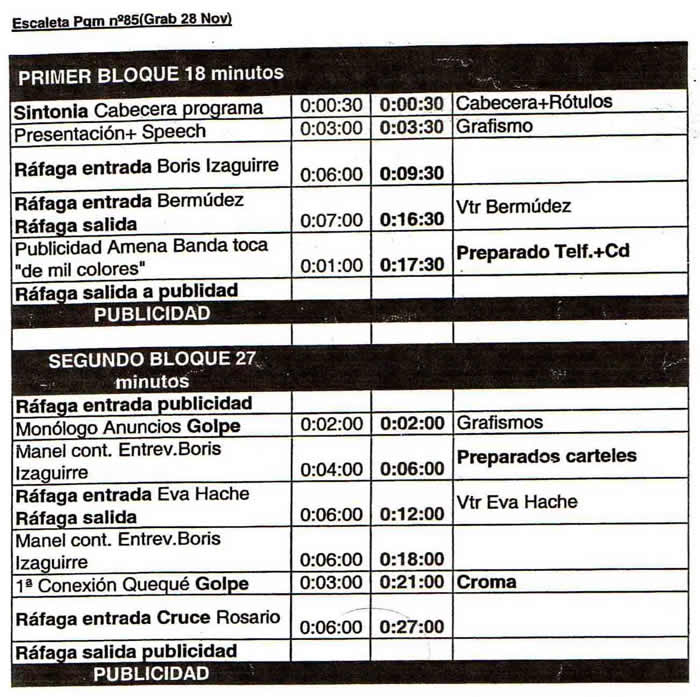 Escaleta Pqm nº85(Grab 28 Nov)
PRIMER BLOQUE 18 minutos
Sintonia Cabecera programa 0:00:30 0:00:30 Cabecera+Rótulos
Presentación+ Speech 0:03:00 0:03:30 Grafismo
Ráfaga entrada Boris Izaguirre 0:06:00 0:09:30
Ráfaga entrada Bermúdez
Ráfaga salida 0:07:00 0:16:30 Vtr Bermúdez
Publicidad Amena Banda toca
"de mil colores" 0:01:00 0:17:30 Preparado Telf.+Cd
Ráfaga salida a publidad
PUBLICIDAD
SEGUNDO BLOQUE 27
minutos
Ráfaga entrada publicidad
Monólogo Anuncios Golpe 0:02:00 0:02:00 Grafismos
Manel cont. Entrev.Boris
Izaguirre 0:04:00 0:06:00 Preparados carteles
Ráfaga entrada Eva Hache
Ráfaga salida 0:06:00 0:12:00 Vtr Eva Hache
Manel cont. Entrev.Boris
Izaguirre 0:06:00 0:18:00
1ª Conexión Quequé Golpe 0:03:00 0:21:00 Croma
Ráfaga entrada Cruce Rosario 0:06:00 0:27:00
Ráfaga salida publicidad
PUBLICIDAD